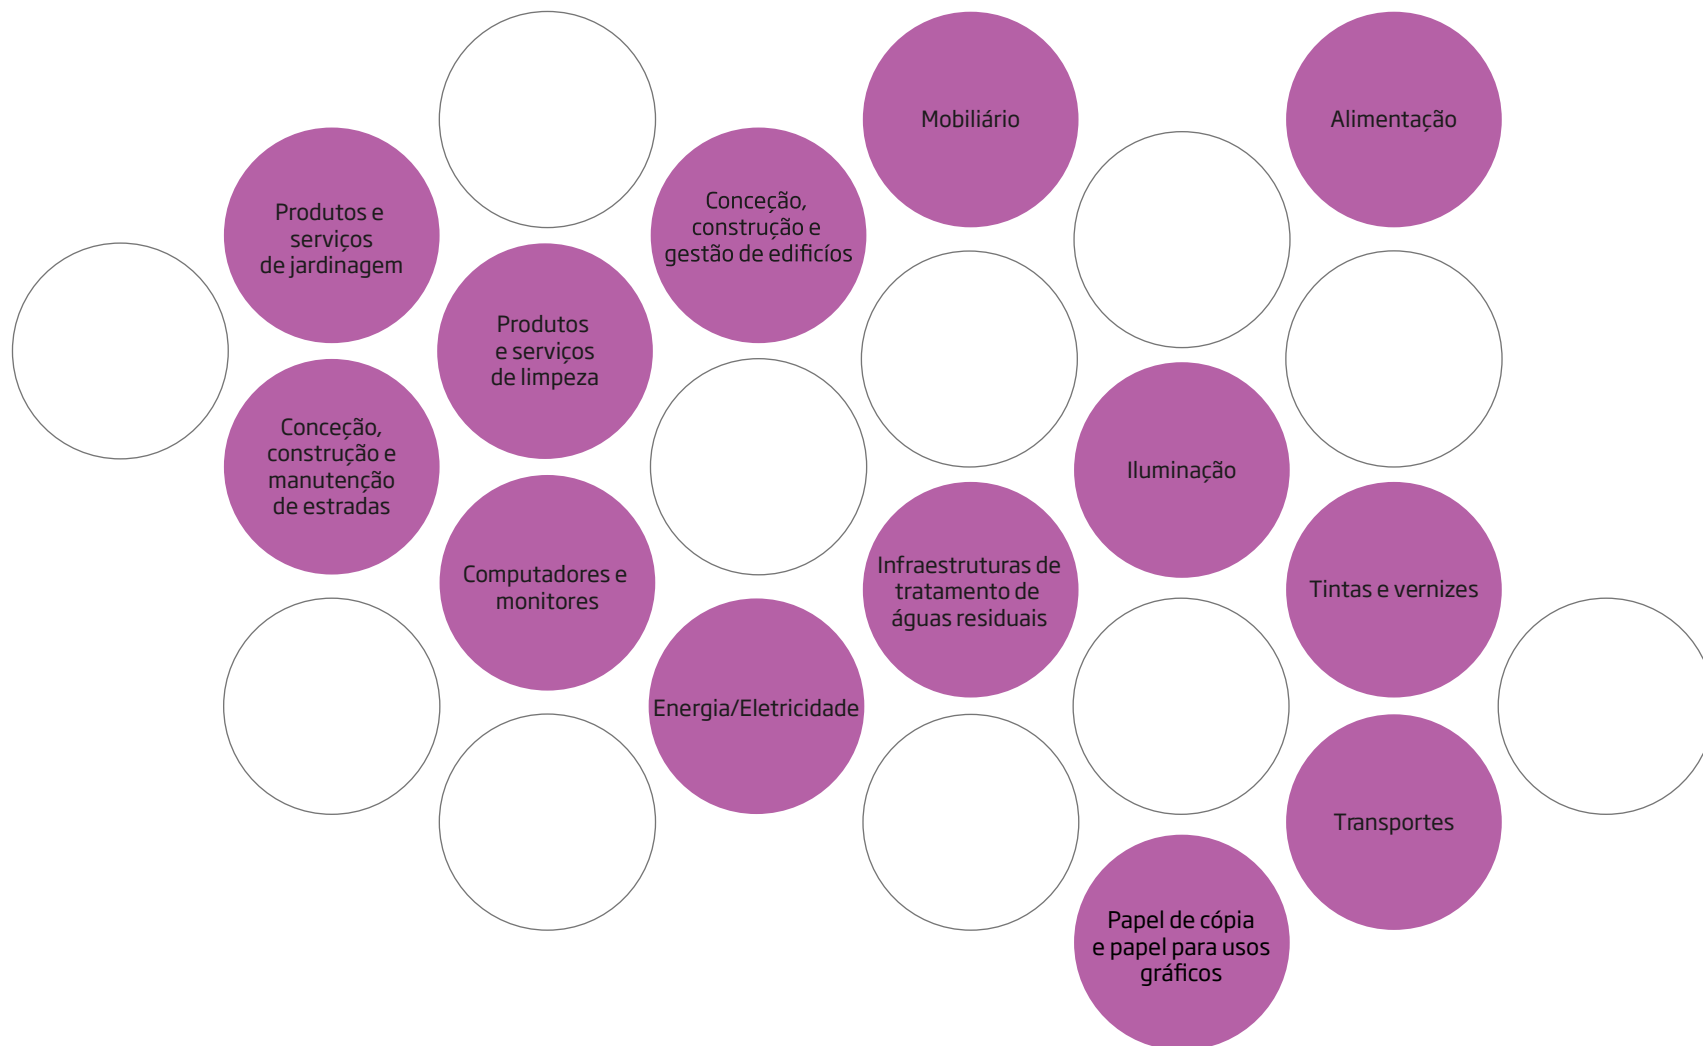 Mobiliário
Alimentação
Produtos e
serviços
de jardinagem
Conceção,
construção e
gestão de edificíos
Produtos
e serviços
de limpeza
Conceção,
construção e
manutenção
de estradas
Iluminação
Computadores e
monitores
Infraestruturas de
tratamento de
águas residuais
Tintas e vernizes
Energia/Eletricidade
Transportes
Papel de cópia
e papel para usos
gráficos